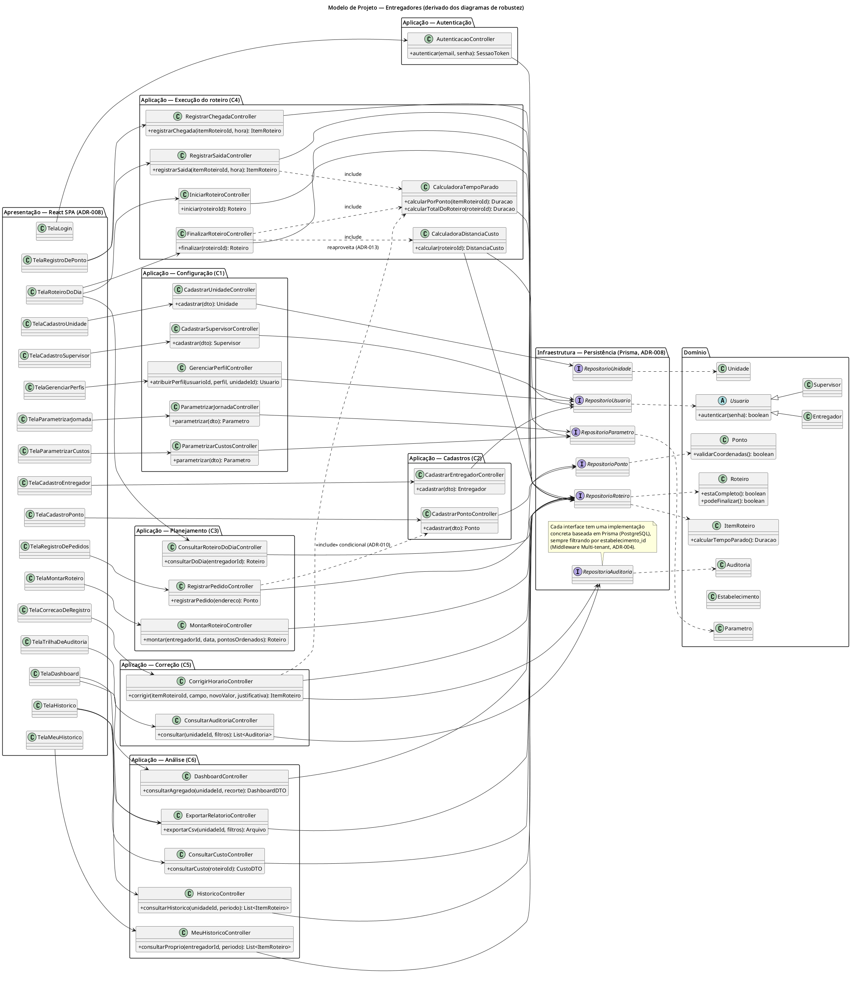 Modelo de Projeto — Entregadores (derivado dos diagramas de robustez)
Aplicação — Autenticação
AutenticacaoController
+autenticar(email, senha): SessaoToken
Aplicação — Execução do roteiro (C4)
RegistrarChegadaController
+registrarChegada(itemRoteiroId, hora): ItemRoteiro
RegistrarSaidaController
+registrarSaida(itemRoteiroId, hora): ItemRoteiro
include
IniciarRoteiroController
+iniciar(roteiroId): Roteiro
CalculadoraTempoParado
+calcularPorPonto(itemRoteiroId): Duracao
+calcularTotalDoRoteiro(roteiroId): Duracao
include
FinalizarRoteiroController
+finalizar(roteiroId): Roteiro
include
reaproveita (ADR-013)
CalculadoraDistanciaCusto
+calcular(roteiroId): DistanciaCusto
Apresentação — React SPA (ADR-008)
TelaLogin
TelaRegistroDePonto
TelaRoteiroDoDia
TelaCadastroUnidade
TelaCadastroSupervisor
TelaGerenciarPerfis
TelaParametrizarJornada
TelaParametrizarCustos
TelaCadastroEntregador
TelaCadastroPonto
TelaRegistroDePedidos
TelaMontarRoteiro
TelaCorrecaoDeRegistro
TelaTrilhaDeAuditoria
TelaDashboard
TelaHistorico
TelaMeuHistorico
Aplicação — Configuração (C1)
CadastrarUnidadeController
+cadastrar(dto): Unidade
CadastrarSupervisorController
+cadastrar(dto): Supervisor
GerenciarPerfilController
+atribuirPerfil(usuarioId, perfil, unidadeId): Usuario
ParametrizarJornadaController
+parametrizar(dto): Parametro
ParametrizarCustosController
+parametrizar(dto): Parametro
Aplicação — Cadastros (C2)
CadastrarEntregadorController
+cadastrar(dto): Entregador
CadastrarPontoController
+cadastrar(dto): Ponto
Aplicação — Planejamento (C3)
ConsultarRoteiroDoDiaController
+consultarDoDia(entregadorId): Roteiro
«include» condicional (ADR-010)
RegistrarPedidoController
+registrarPedido(endereco): Ponto
MontarRoteiroController
+montar(entregadorId, data, pontosOrdenados): Roteiro
Aplicação — Correção (C5)
CorrigirHorarioController
+corrigir(itemRoteiroId, campo, novoValor, justificativa): ItemRoteiro
ConsultarAuditoriaController
+consultar(unidadeId, filtros): List<Auditoria>
Aplicação — Análise (C6)
DashboardController
+consultarAgregado(unidadeId, recorte): DashboardDTO
ExportarRelatorioController
+exportarCsv(unidadeId, filtros): Arquivo
ConsultarCustoController
+consultarCusto(roteiroId): CustoDTO
HistoricoController
+consultarHistorico(unidadeId, periodo): List<ItemRoteiro>
MeuHistoricoController
+consultarProprio(entregadorId, periodo): List<ItemRoteiro>
Infraestrutura — Persistência (Prisma, ADR-008)
RepositorioUnidade
RepositorioUsuario
RepositorioParametro
RepositorioPonto
RepositorioRoteiro
Cada interface tem uma implementação
concreta baseada em Prisma (PostgreSQL),
sempre filtrando por estabelecimento_id
(Middleware Multi-tenant, ADR-004).
RepositorioAuditoria
Domínio
Unidade
Supervisor
Usuario
+autenticar(senha): boolean
Entregador
Ponto
+validarCoordenadas(): boolean
Roteiro
+estaCompleto(): boolean
+podeFinalizar(): boolean
ItemRoteiro
+calcularTempoParado(): Duracao
Auditoria
Estabelecimento
Parametro